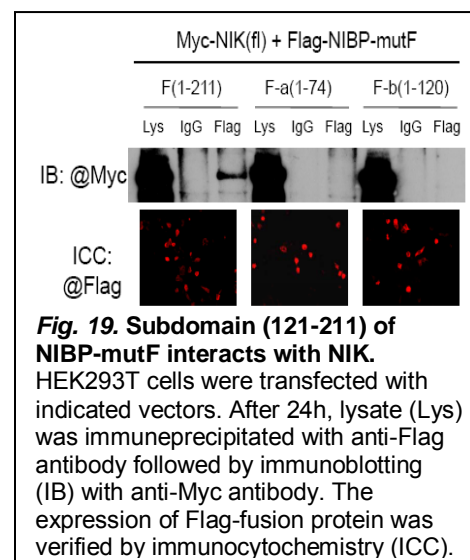 Myc-NIK(fl) + Flag-NIBP-mutF
F(1-211) F-a(1-74) F-b(1-120)
Lys IgG Flag Lys IgG Flag Lys IgG Flag
IB: @Myc
ICC:
@Flag
Fig. 19. Subdomain (121-211) of
NIBP-mutF interacts with NIK.
HEK293T cells were transfected with
indicated vectors. After 24h, lysate (Lys)
was immuneprecipitated with anti-Flag
antibody followed by immunoblotting
(IB) with anti-Myc antibody. The
expression of Flag-fusion protein was
verified by immunocytochemistry (ICC).